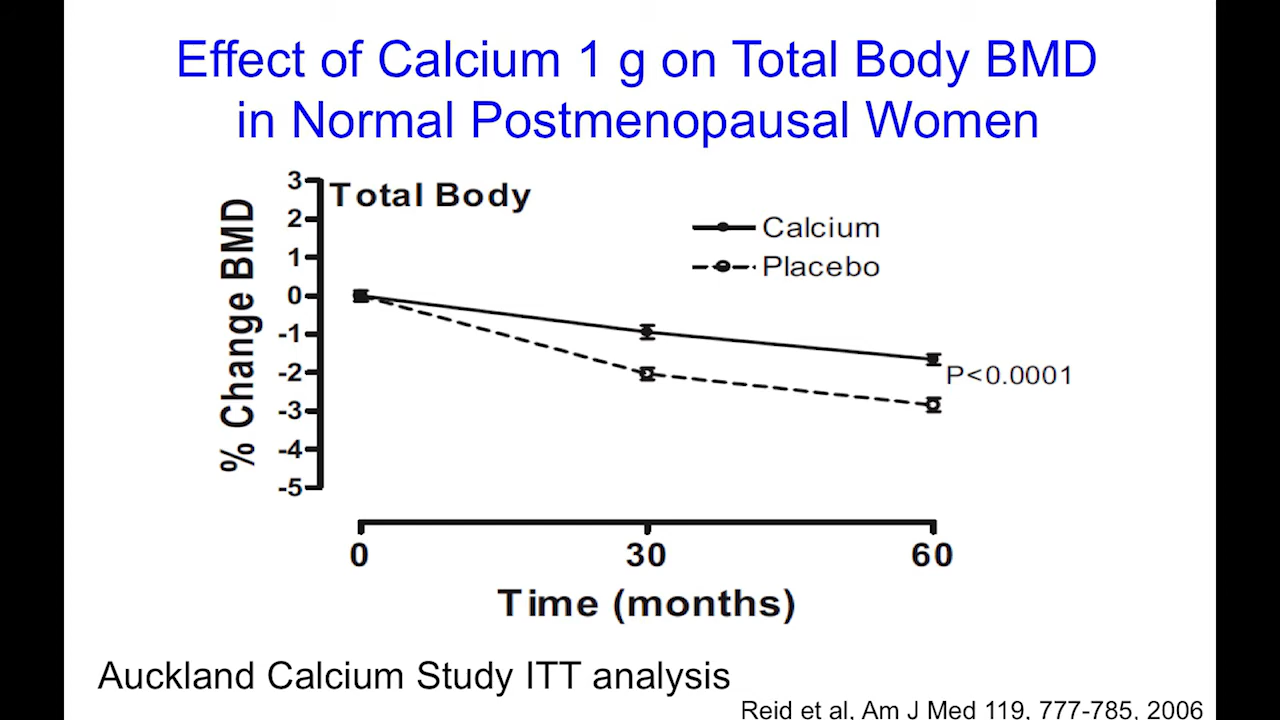 Effect of Calcium 1 g on Total Body BMD
in Normal Postmenopausal Women
% Change BMD
3
2
1
0
-1
-2
-3
-4
-5
Total Body
Calcium
Placebo
P<0.0001
0 30 60
Time (months)
Auckland Calcium Study ITT analysis
Reid et al, Am J Med 119, 777-785, 2006